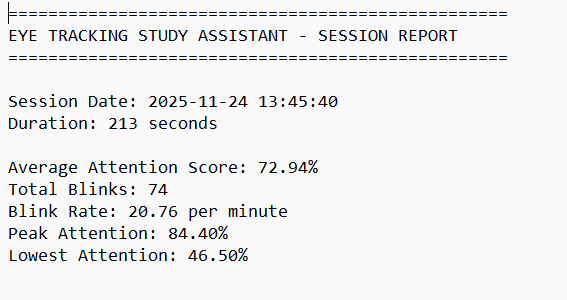 ==================================================
EYE TRACKING STUDY ASSISTANT - SESSION REPORT
==================================================
Session Date: 2025-11-24 13:45:40
Duration: 213 seconds
Average Attention Score: 72.94%
Total Blinks: 74
Blink Rate: 20.76 per minute
Peak Attention: 84.40%
Lowest Attention: 46.50%